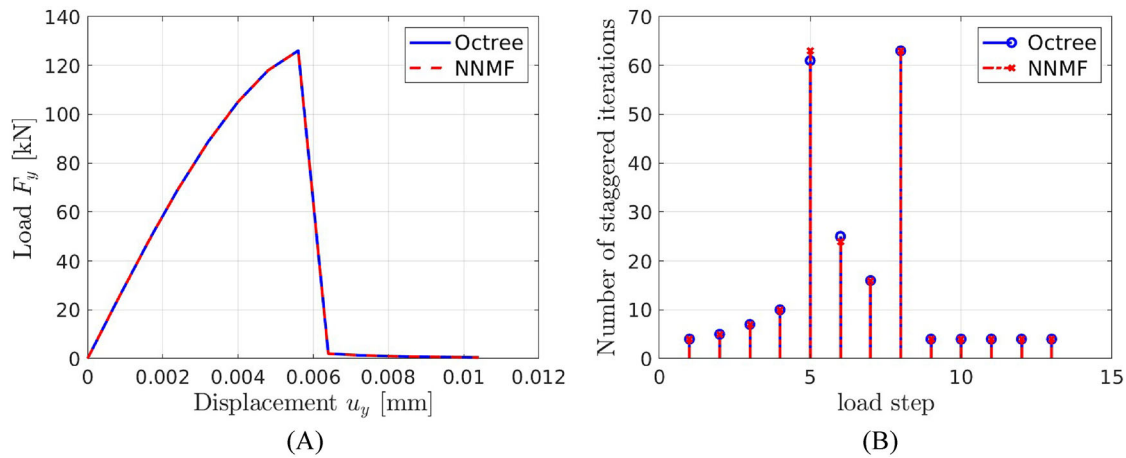 140
120
100
80
60
40
20
0
Load F_y [kN]
Octree
NNMF
0 0.002 0.004 0.006 0.008 0.01 0.012
Displacement u_y [mm]
(A)
70
60
50
40
30
20
10
0
Number of staggered iterations
Octree
NNMF
0 5 10 15
load step
(B)